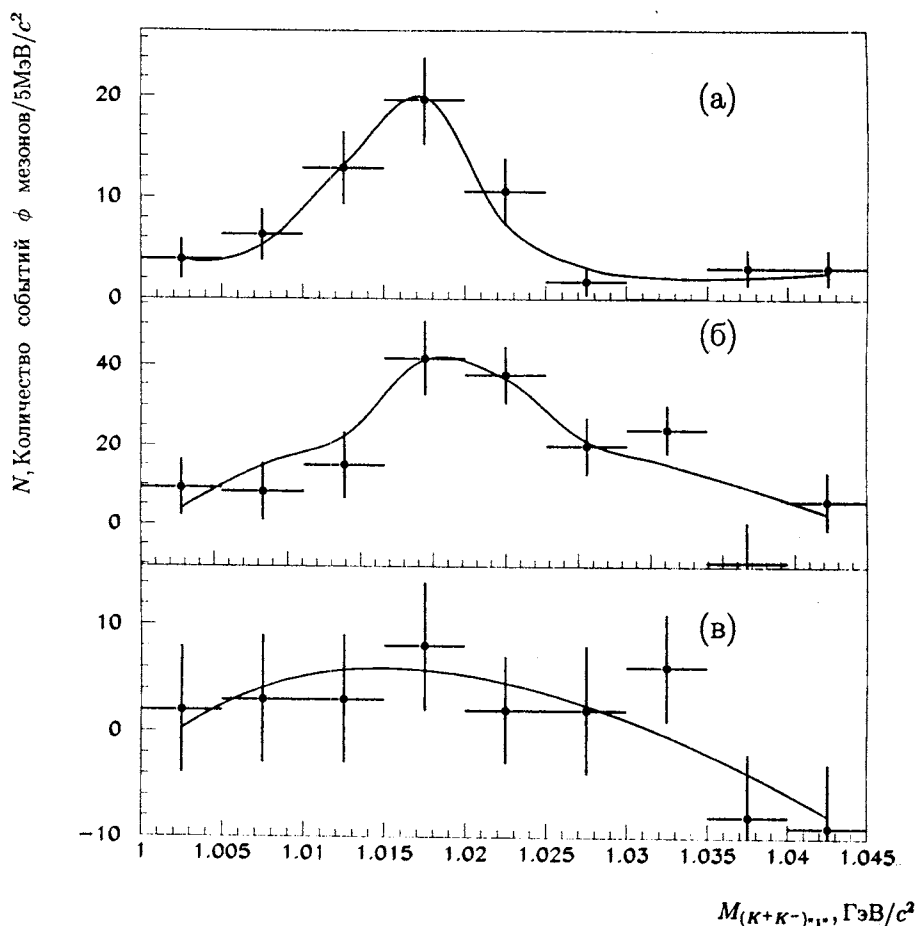 N, Количество событий ϕ мезонов/5МэВ/c²
20
10
0
(а)
40
20
0
(б)
10
0
−10
(в)
1 1.005 1.01 1.015 1.02 1.025 1.03 1.035 1.04 1.045
M(K⁺K⁻)"1", ГэВ/c²